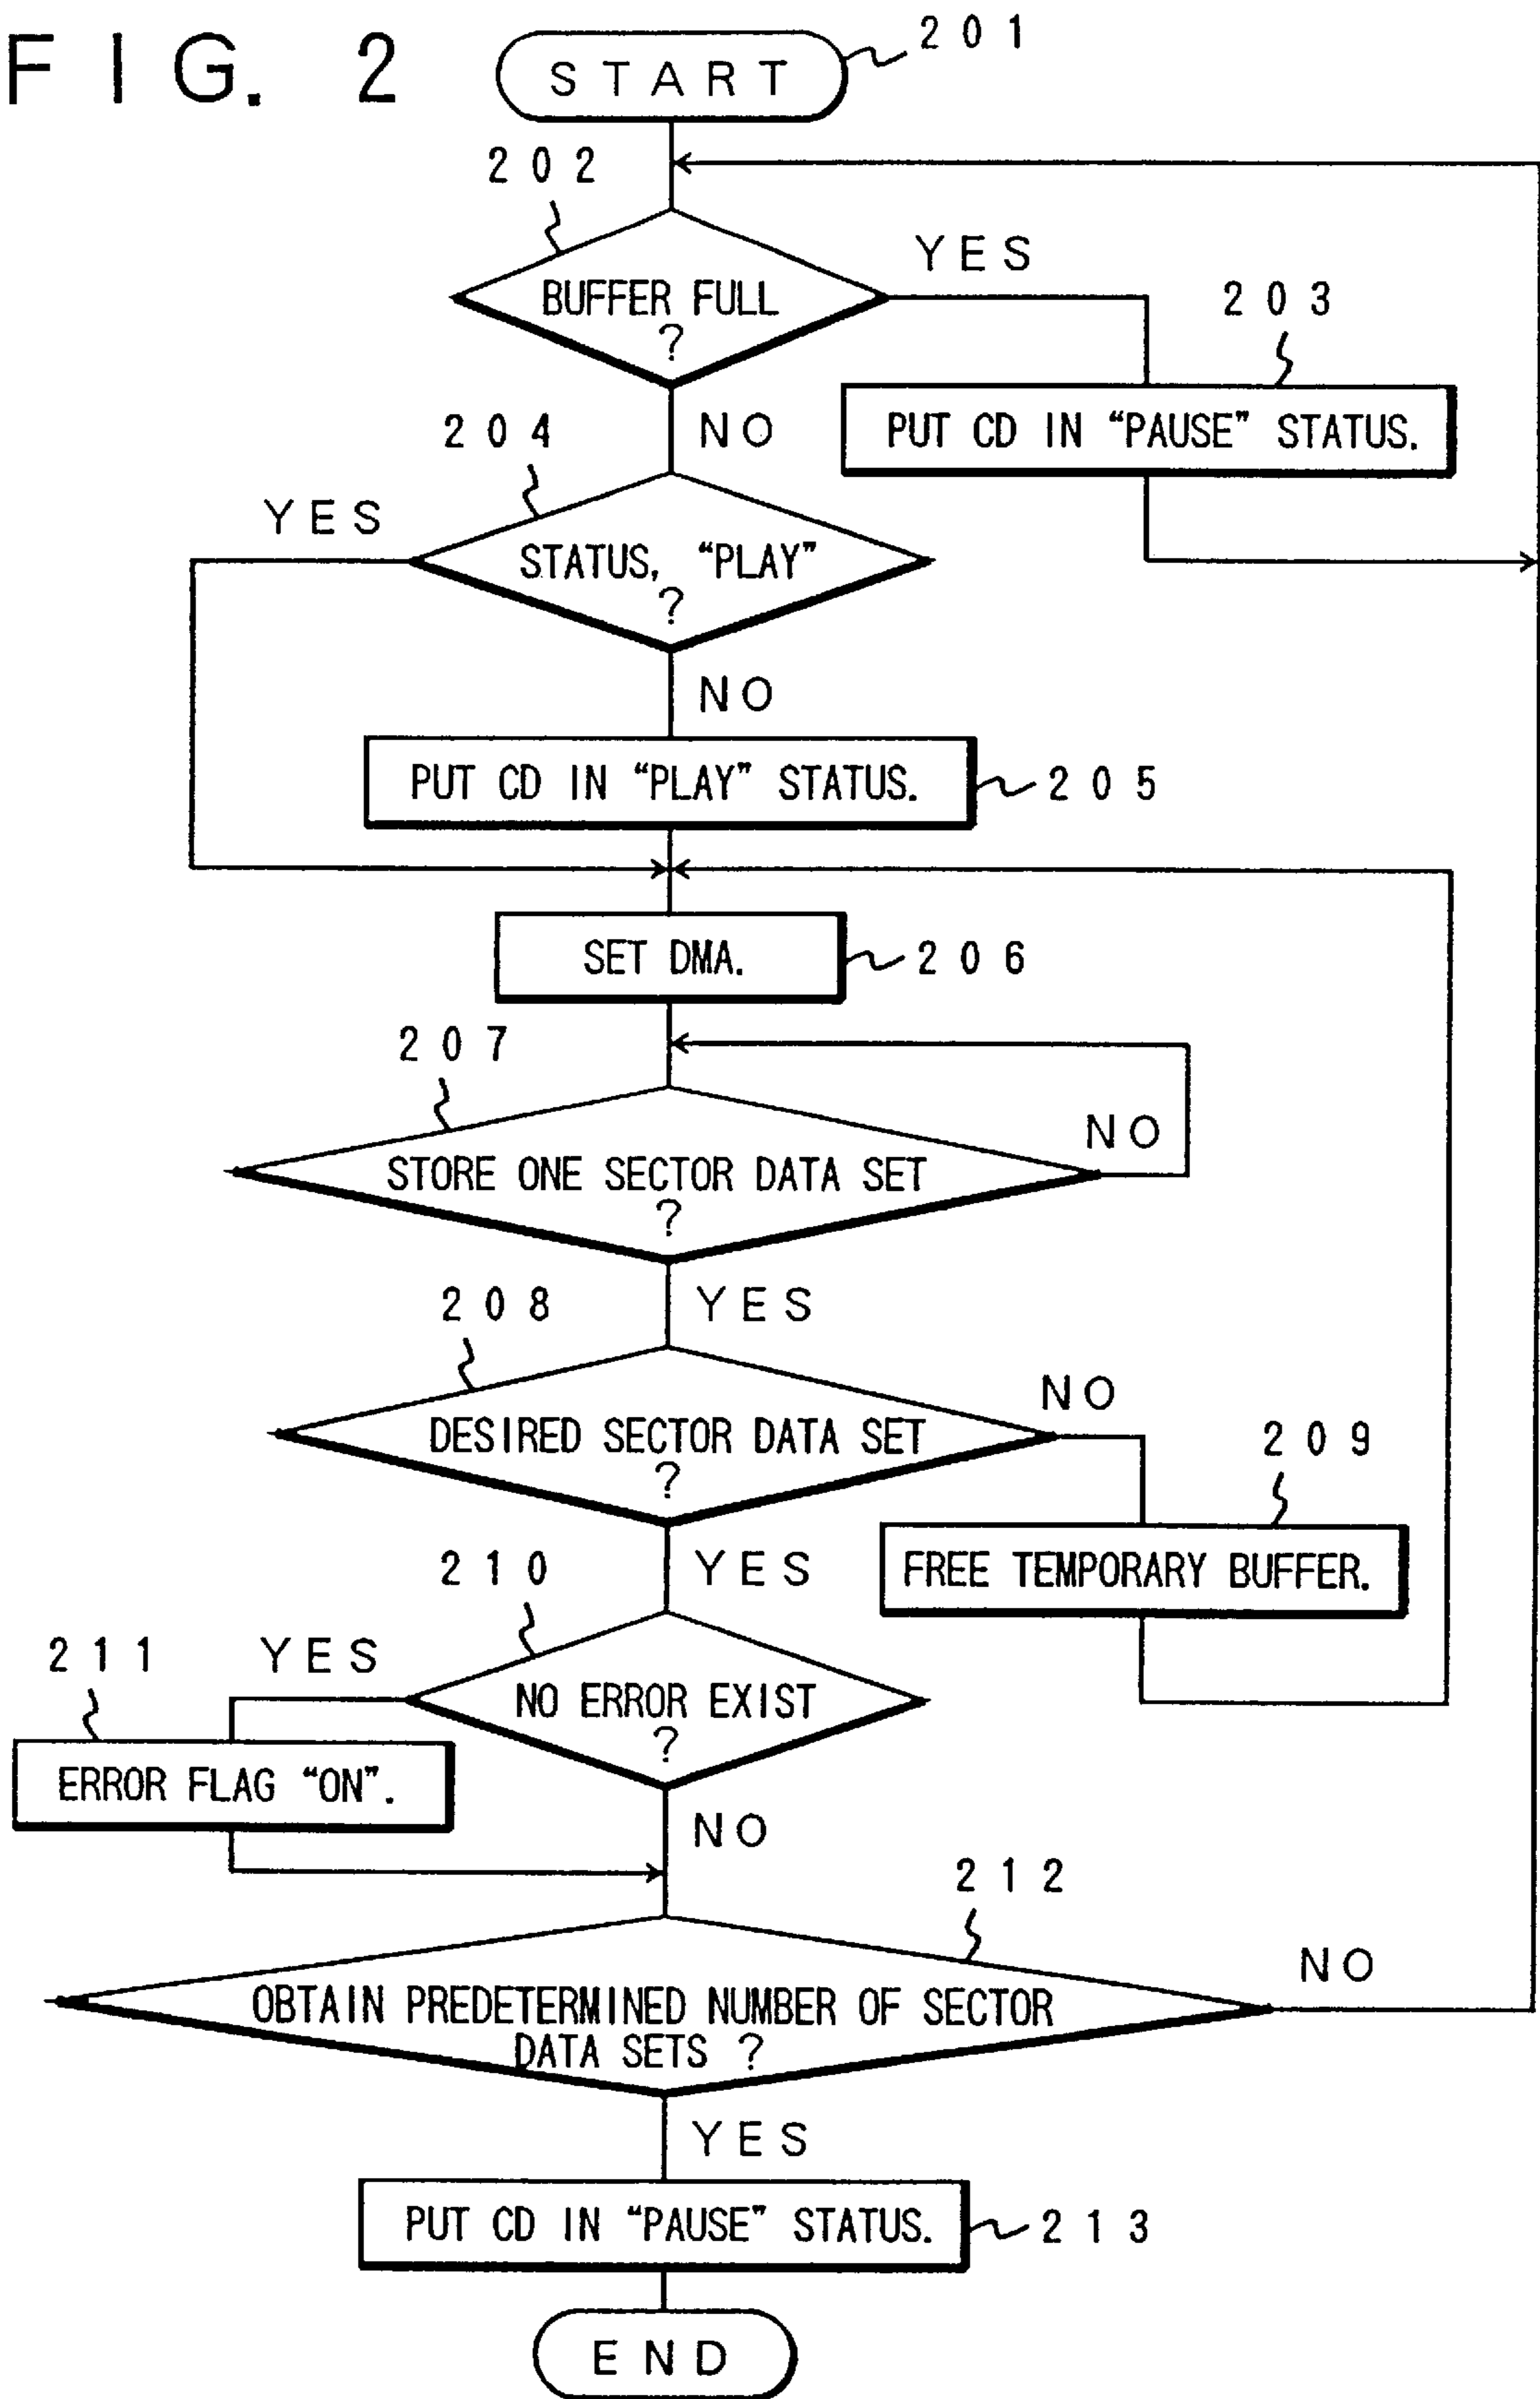 FIG. 2
START
201
202
BUFFER FULL
?
YES
203
PUT CD IN “PAUSE” STATUS.
NO
204
YES
STATUS, “PLAY”
?
NO
PUT CD IN “PLAY” STATUS.
205
SET DMA.
206
207
NO
STORE ONE SECTOR DATA SET
?
YES
208
NO
DESIRED SECTOR DATA SET
?
209
FREE TEMPORARY BUFFER.
YES
210
211
YES
NO ERROR EXIST
?
ERROR FLAG “ON”.
NO
212
NO
OBTAIN PREDETERMINED NUMBER OF SECTOR
DATA SETS ?
YES
PUT CD IN “PAUSE” STATUS.
213
END